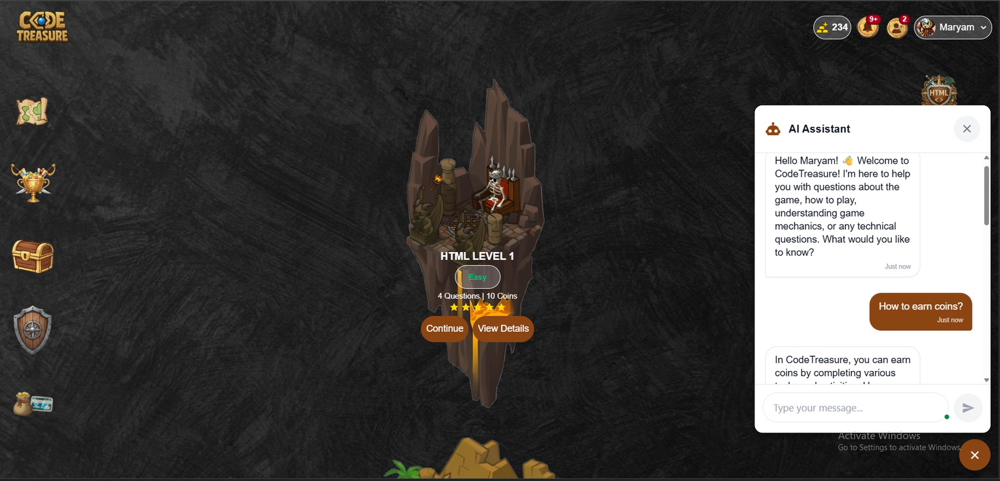 CODE
TREASURE
234
9+
2
Maryam
HTML
<>
AI Assistant
Hello Maryam! 👋 Welcome to
CodeTreasure! I'm here to help
you with questions about the
game, how to play,
understanding game
mechanics, or any technical
questions. What would you like
to know?
Just now
How to earn coins?
Just now
In CodeTreasure, you can earn
coins by completing various
Type your message...
HTML LEVEL 1
Easy
4 Questions | 10 Coins
Continue
View Details
Activate Windows
Go to Settings to activate Windows.